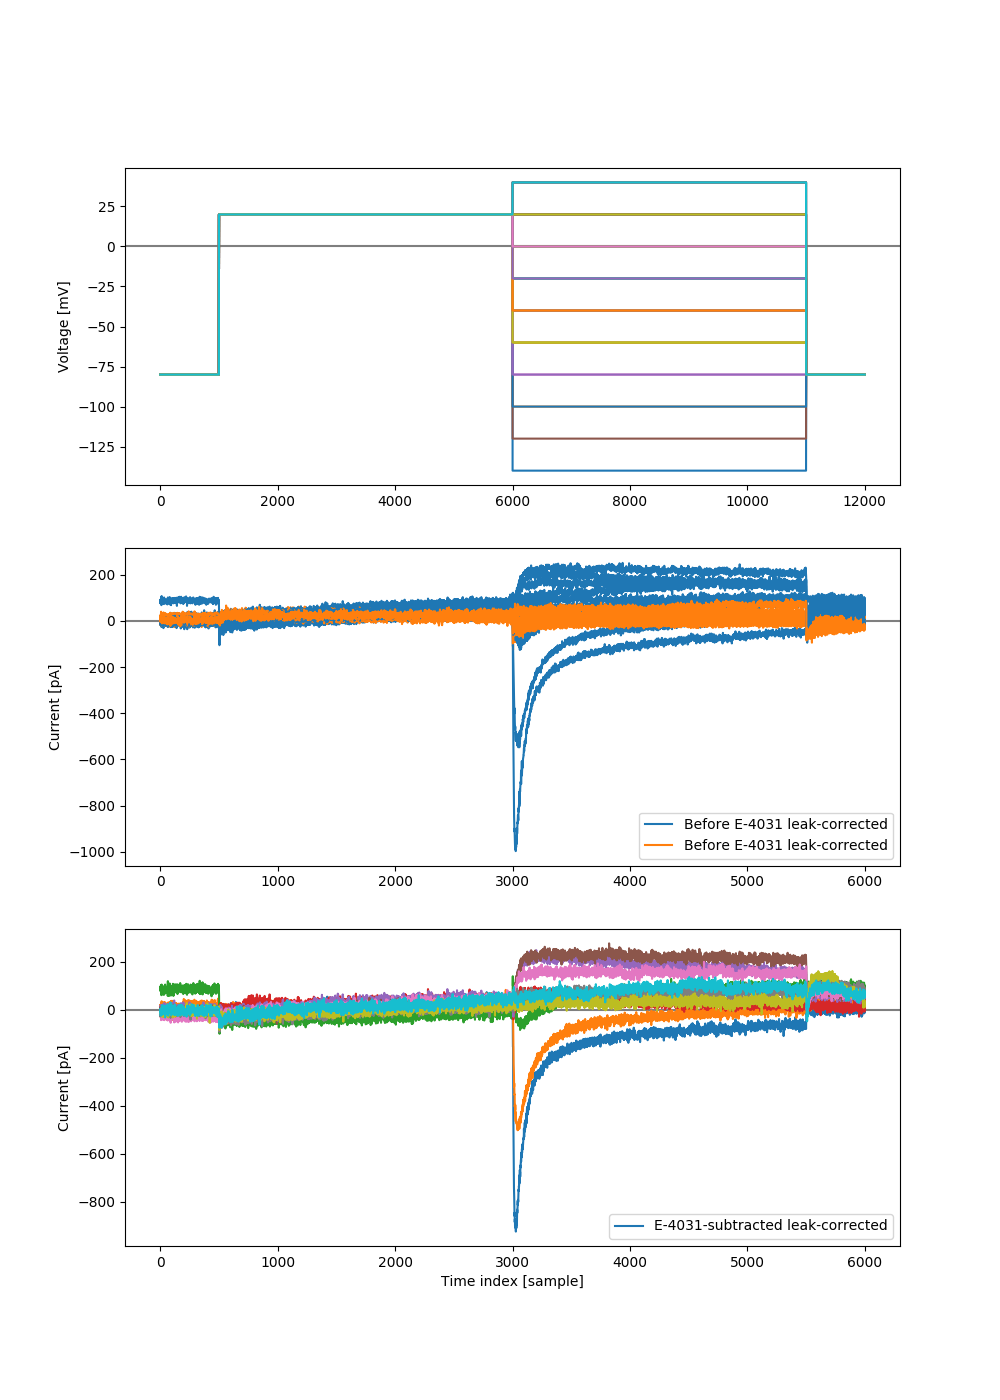 25
0
−25
−50
−75
−100
−125
Voltage [mV]
0 2000 4000 6000 8000 10000 12000
200
0
−200
−400
−600
−800
−1000
Current [pA]
Before E-4031 leak-corrected
Before E-4031 leak-corrected
0 1000 2000 3000 4000 5000 6000
200
0
−200
−400
−600
−800
Current [pA]
E-4031-subtracted leak-corrected
0 1000 2000 3000 4000 5000 6000
Time index [sample]